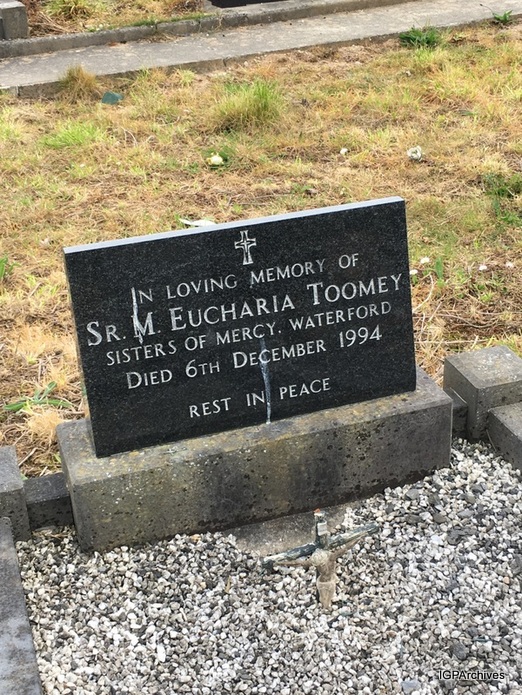 IN LOVING MEMORY OF
SR. M. EUCHARIA TOOMEY
SISTERS OF MERCY, WATERFORD
DIED 6TH DECEMBER 1994
REST IN PEACE
IGPArchives